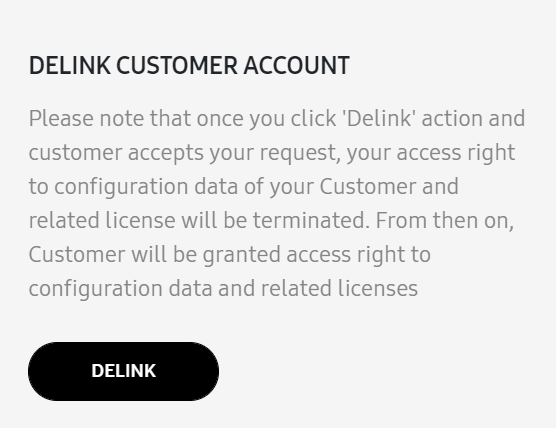 DELINK CUSTOMER ACCOUNT
Please note that once you click 'Delink' action and
customer accepts your request, your access right
to configuration data of your Customer and
related license will be terminated. From then on,
Customer will be granted access right to
configuration data and related licenses
DELINK